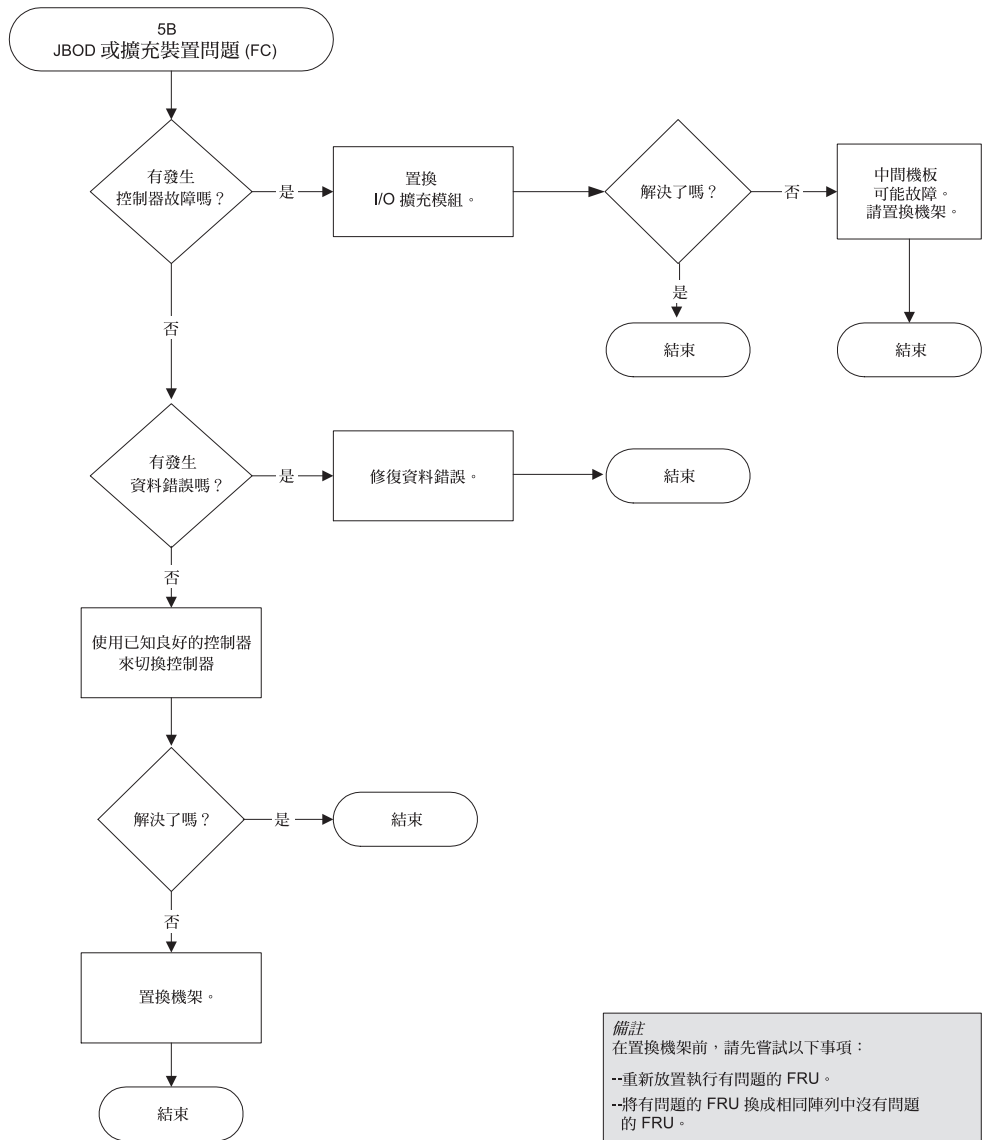 5B
JBOD 或擴充裝置問題 (FC)
有發生
控制器故障嗎？
是
置換
I/O 擴充模組。
解決了嗎？
否
中間機板
可能故障。
請置換機架。
是
結束
結束
否
有發生
資料錯誤嗎？
是
修復資料錯誤。
結束
否
使用已知良好的控制器
來切換控制器
解決了嗎？
是
結束
否
置換機架。
結束
備註
在置換機架前，請先嘗試以下事項：
--重新放置執行有問題的 FRU。
--將有問題的 FRU 換成相同陣列中沒有問題
的 FRU。